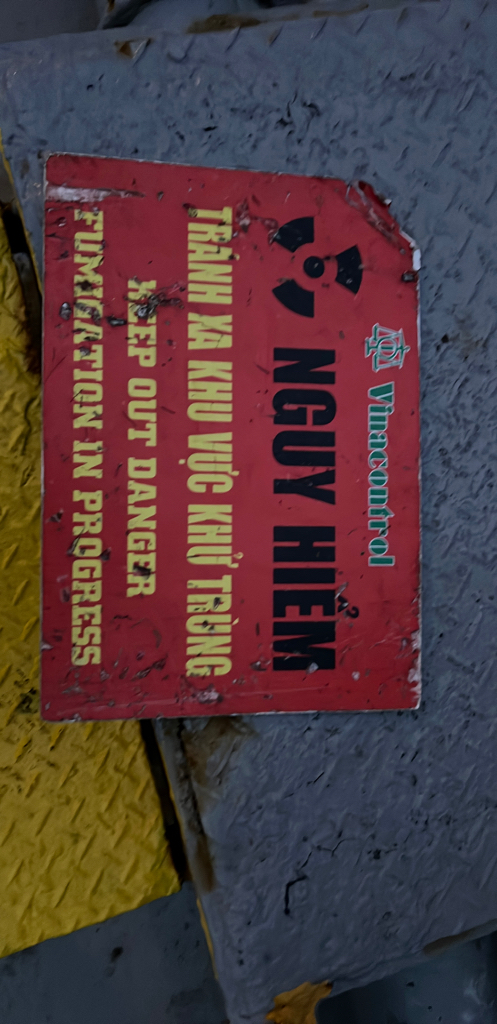 Vinacontrol
NGUY HIỂM
TRÁNH XA KHU VỰC KHỬ TRÙNG
KEEP OUT DANGER
FUMIGATION IN PROGRESS